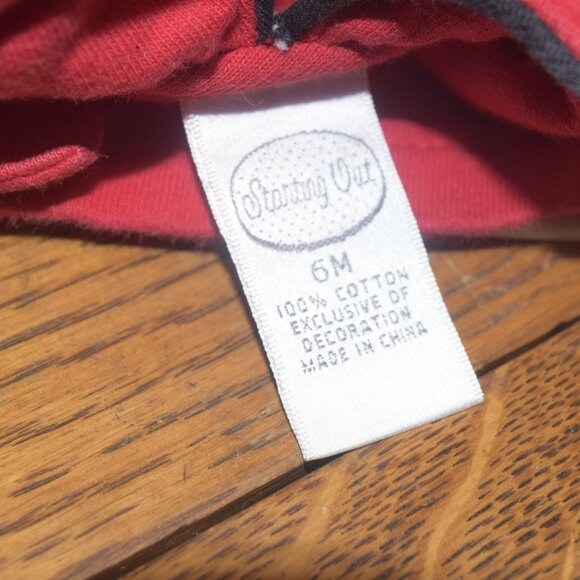 Starting Out
6M
100% COTTON
EXCLUSIVE OF
DECORATION
MADE IN CHINA